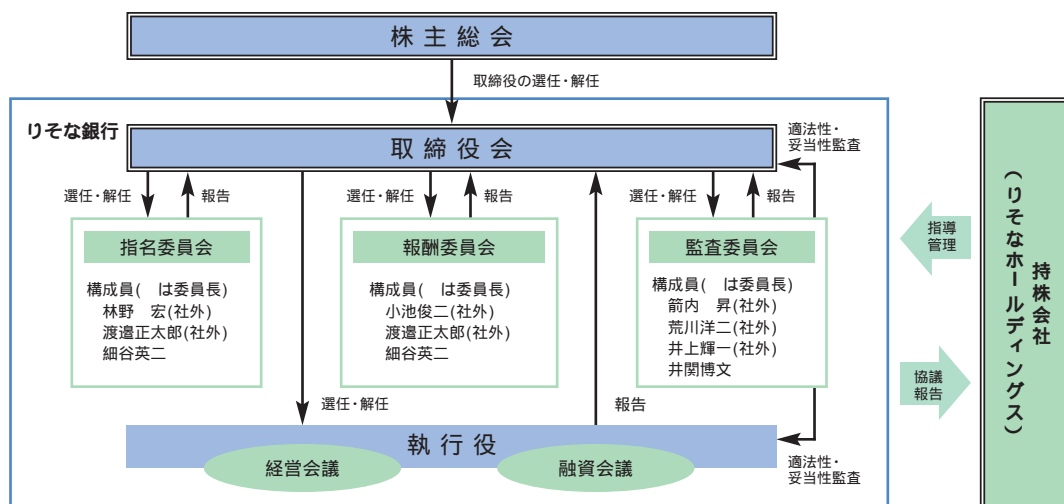 株主総会
取締役の選任・解任
りそな銀行
取締役会
適法性・
妥当性監査
選任・解任
報告
選任・解任
報告
選任・解任
報告
指名委員会
構成員(　は委員長)
林野　宏(社外)
渡邉正太郎(社外)
細谷英二
報酬委員会
構成員(　は委員長)
小池俊二(社外)
渡邉正太郎(社外)
細谷英二
監査委員会
構成員(　は委員長)
箭内　昇(社外)
荒川洋二(社外)
井上輝一(社外)
井関博文
選任・解任
報告
執行役
経営会議
融資会議
適法性・
妥当性監査
指導
管理
協議
報告
持株会社
(りそなホールディングス)